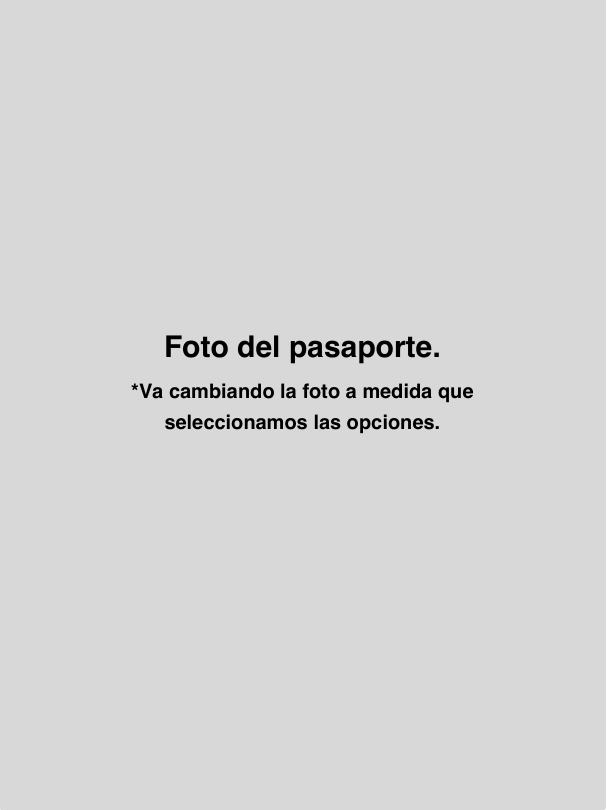 Foto del pasaporte.
*Va cambiando la foto a medida que
seleccionamos las opciones.